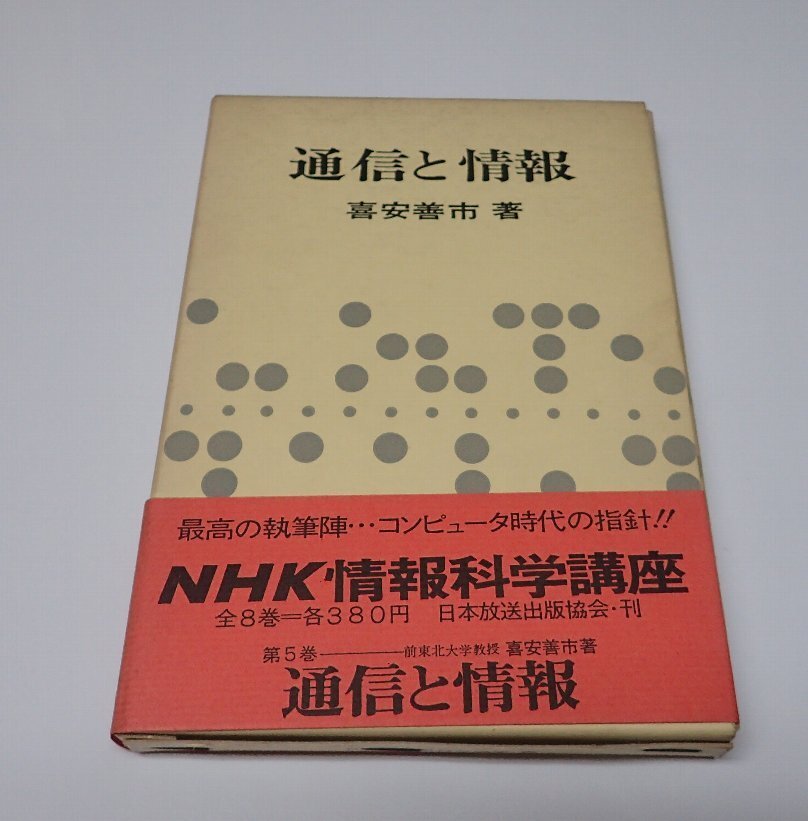 通信と情報
喜安善市 著
最高の執筆陣…コンピュータ時代の指針!!
NHK・情報科学講座
全8巻=各380円 日本放送出版協会・刊
第5巻―――前東北大学教授 喜安善市著
通信と情報